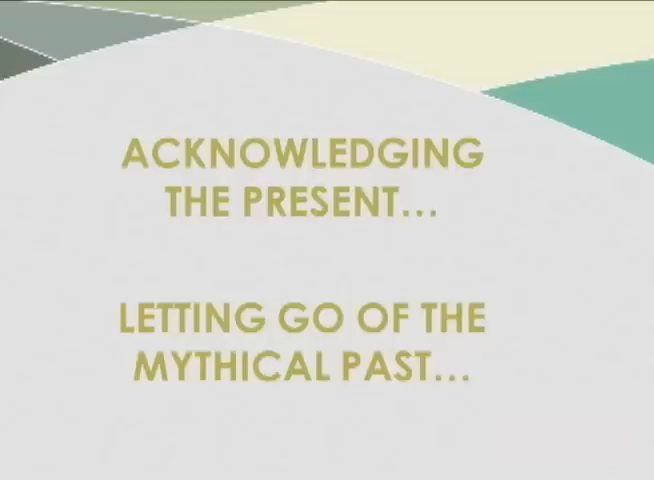 ACKNOWLEDGING
THE PRESENT...
LETTING GO OF THE
MYTHICAL PAST...